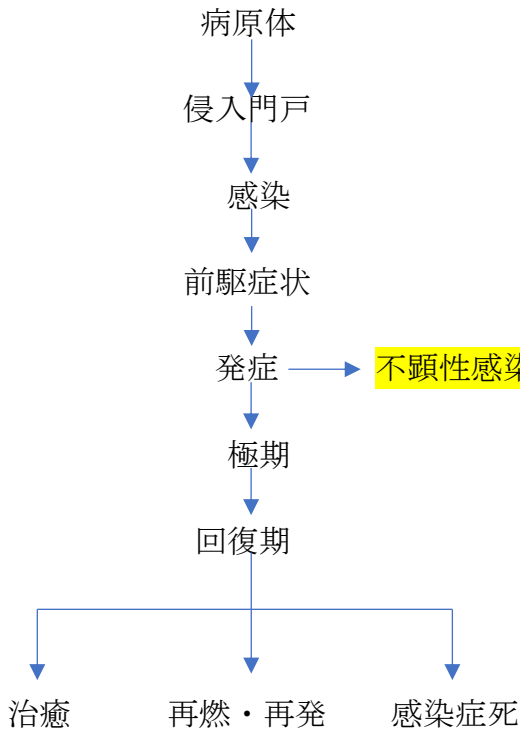 病原体
侵入門戸
感染
前駆症状
発症
不顕性感染
極期
回復期
治癒
再燃・再発
感染症死